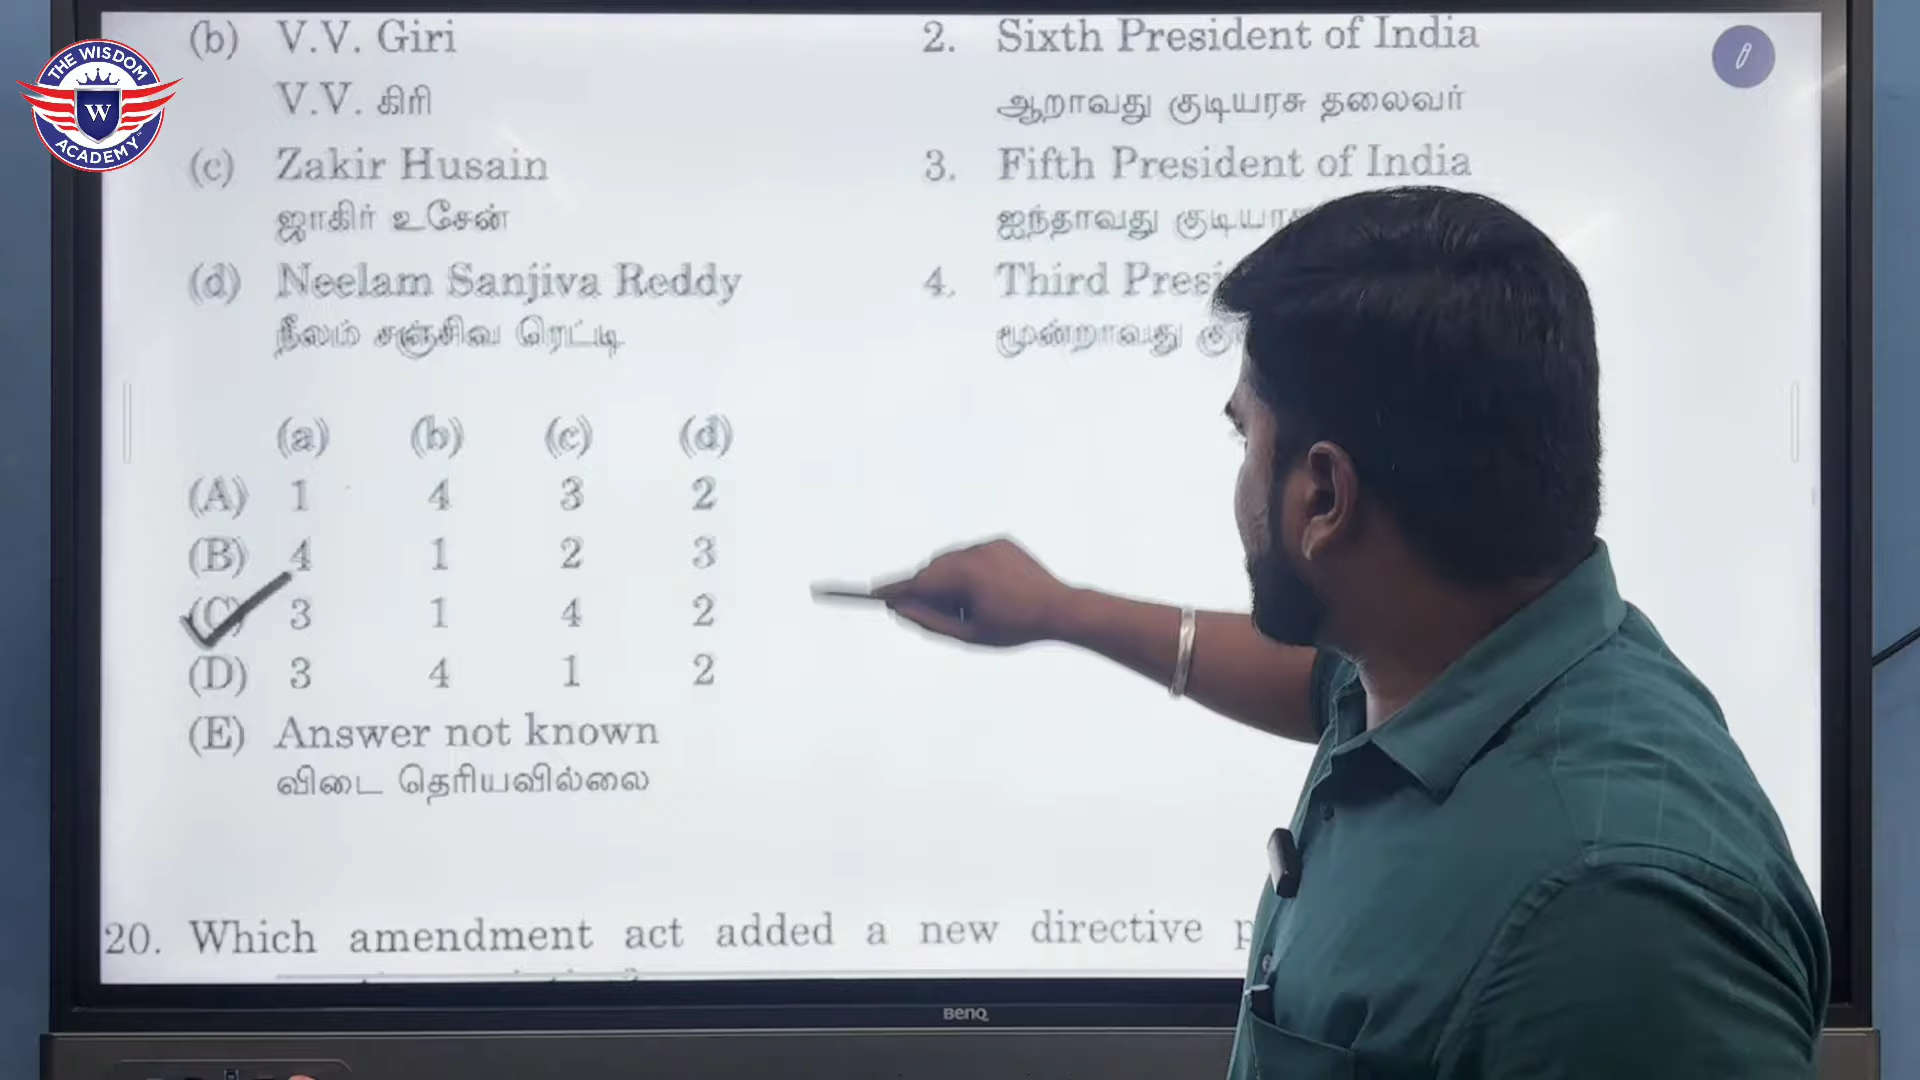 THE WISDOM
W
ACADEMY
(b) V.V. Giri 2. Sixth President of India
V.V. கிரி ஆறாவது குடியரசு தலைவர்
(c) Zakir Husain 3. Fifth President of India
ஜாகிர் உசேன் ஐந்தாவது
(d) Neelam Sanjiva Reddy 4. Third
நீலம் சஞ்சிவ ரெட்டி மூன்றாவது
(a) (b) (c) (d)
(A) 1 4 3 2
(B) 4 1 2 3
(C) 3 1 4 2
(D) 3 4 1 2
(E) Answer not known
விடை தெரியவில்லை
20. Which amendment act added a new directive
BenQ